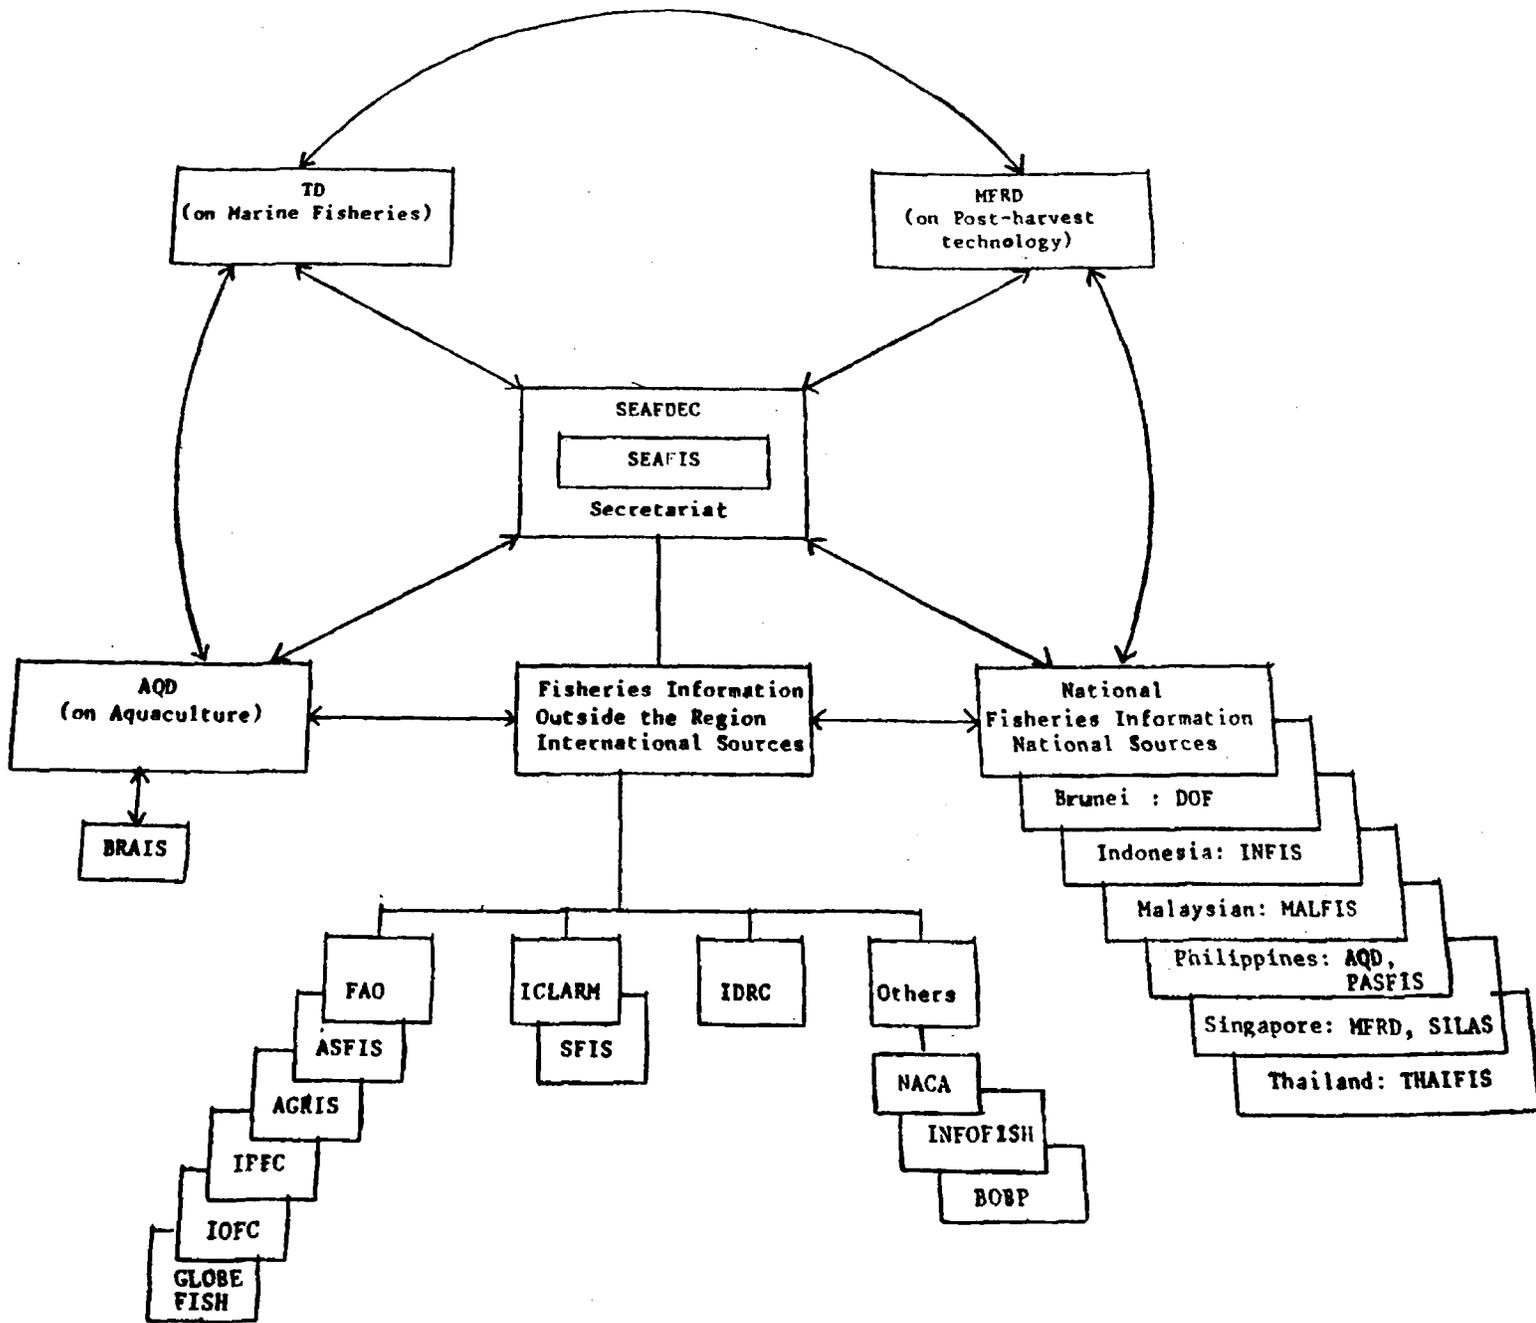 TD
(on Marine Fisheries)
MFRD
(on Post-harvest
technology)
SEAFDEC
SEAFIS
Secretariat
AQD
(on Aquaculture)
Fisheries Information
Outside the Region
International Sources
National
Fisheries Information
National Sources
Brunei : DOF
BRAIS
Indonesia: INFIS
Malaysian: MALFIS
Philippines: AQD,
PASFIS
Singapore: MFRD, SILAS
Thailand: THAIFIS
FAO
ICLARM
IDRC
Others
ASFIS
SFIS
NACA
AGRIS
INFOFISH
IPFC
BOBP
IOFC
GLOBE
FISH